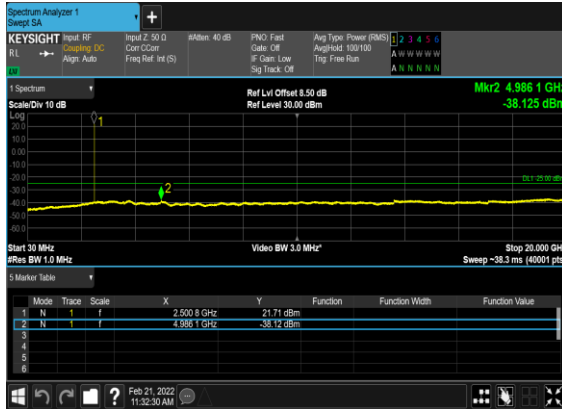 Spectrum Analyzer 1
Swept SA
KEYSIGHT Input: RF Input Z: 50 Ω #Atten: 40 dB PNO: Fast Avg Type: Power (RMS) 1 2 3 4 5 6
RL Coupling: DC Corr CCorr Gate: Off Avg|Hold: 100/100 A W W W W W
Align: Auto Freq Ref: Int (S) IF Gain: Low Trig: Free Run
LU Sig Track: Off A N N N N N
1 Spectrum Ref Lvl Offset 8.50 dB Mkr2 4.986 1 GHz
Scale/Div 10 dB Ref Level 30.00 dBm -38.125 dBm
Log
20.0
10.0
0.00
-10.0
-20.0
-30.0
-40.0
-50.0
-60.0
1
2
DL1 -25.00 dBm
Start 30 MHz Video BW 3.0 MHz* Stop 20.000 GH
#Res BW 1.0 MHz Sweep ~38.3 ms (40001 pts
5 Marker Table
Mode Trace Scale X Y Function Function Width Function Value
1 N 1 f 2.500 8 GHz 21.71 dBm
2 N 1 f 4.986 1 GHz -38.12 dBm
3
4
5
6
? Feb 21, 2022
11:32:30 AM